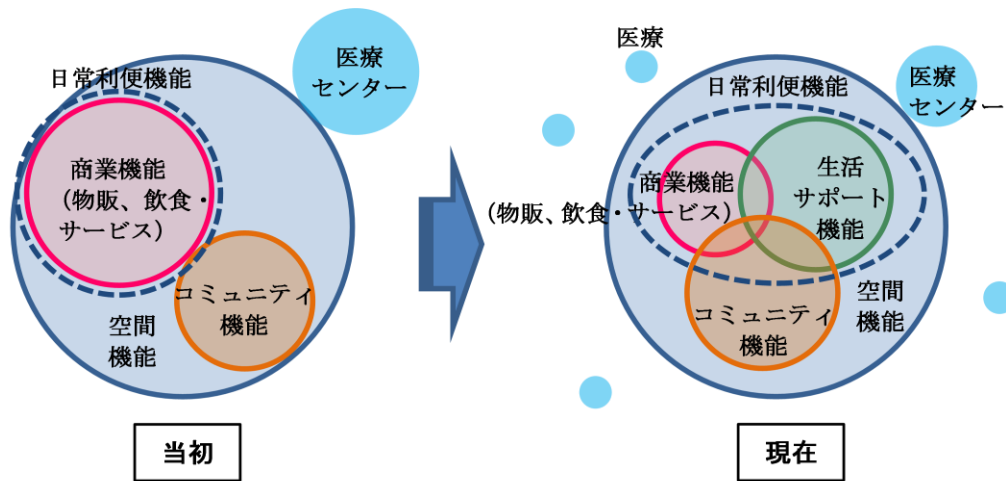 医療
センター
日常利便機能
商業機能
（物販、飲食・
サービス）
コミュニティ
機能
空間
機能
当初
医療
医療
センター
日常利便機能
商業機能
（物販、飲食・サービス）
生活
サポート
機能
コミュニティ
機能
空間
機能
現在